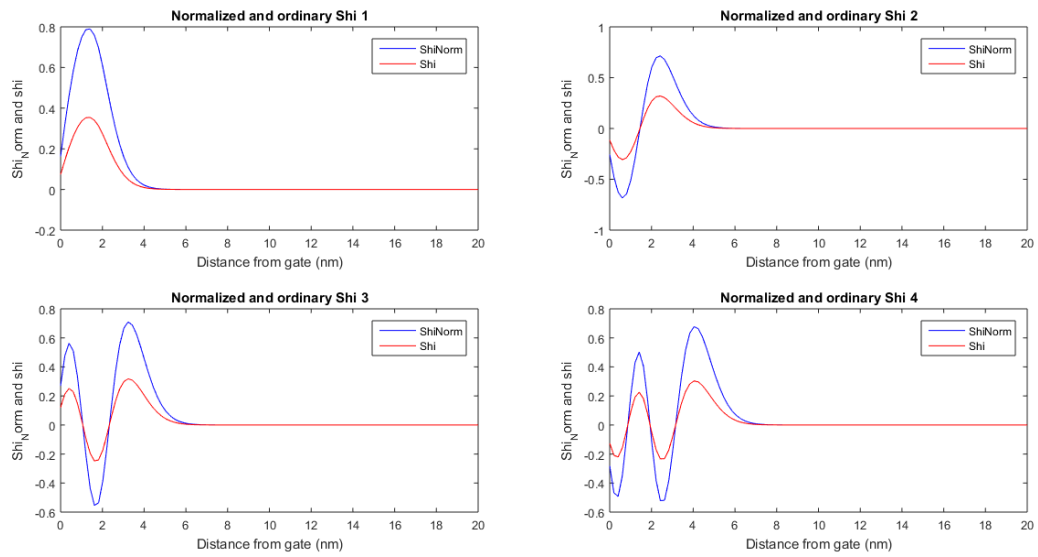 Normalized and ordinary Shi 1
0.8
0.6
0.4
0.2
0
-0.2
Shi_Norm and shi
ShiNorm
Shi
0 2 4 6 8 10 12 14 16 18 20
Distance from gate (nm)
Normalized and ordinary Shi 2
1
0.5
0
-0.5
-1
Shi_Norm and shi
ShiNorm
Shi
0 2 4 6 8 10 12 14 16 18 20
Distance from gate (nm)
Normalized and ordinary Shi 3
0.8
0.6
0.4
0.2
0
-0.2
-0.4
-0.6
Shi_Norm and shi
ShiNorm
Shi
0 2 4 6 8 10 12 14 16 18 20
Distance from gate (nm)
Normalized and ordinary Shi 4
0.8
0.6
0.4
0.2
0
-0.2
-0.4
-0.6
Shi_Norm and shi
ShiNorm
Shi
0 2 4 6 8 10 12 14 16 18 20
Distance from gate (nm)